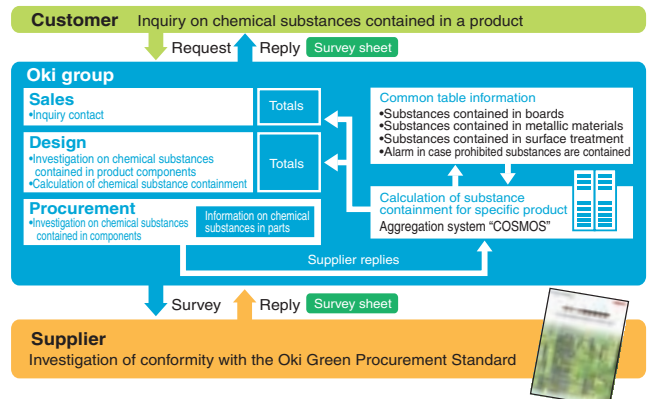 Customer Inquiry on chemical substances contained in a product
Request Reply Survey sheet
Oki group
Sales
•Inquiry contact
Totals
Design
•Investigation on chemical substances
contained in product components
•Calculation of chemical substance containment
Totals
Procurement
•Investigation on chemical substances
contained in components
Information on chemical
substances in parts
Common table information
•Substances contained in boards
•Substances contained in metallic materials
•Substances contained in surface treatment
•Alarm in case prohibited substances are contained
Calculation of substance
containment for specific product
Aggregation system “COSMOS”
Supplier replies
Survey Reply Survey sheet
Supplier
Investigation of conformity with the Oki Green Procurement Standard